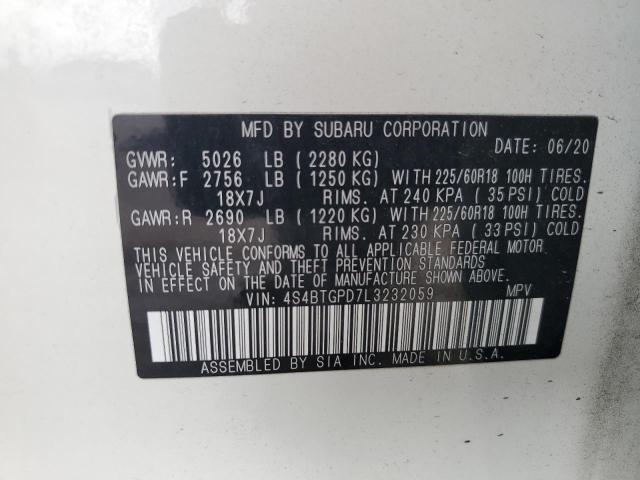 MFD BY SUBARU CORPORATION
DATE: 06/20
GVWR: 5026 LB (2280 KG)
GAWR:F 2756 LB (1250 KG) WITH 225/60R18 100H TIRES.
18X7J RIMS. AT 240 KPA (35 PSI) COLD
GAWR:R 2690 LB (1220 KG) WITH 225/60R18 100H TIRES.
18X7J RIMS. AT 230 KPA (33 PSI) COLD
THIS VEHICLE CONFORMS TO ALL APPLICABLE FEDERAL MOTOR
VEHICLE SAFETY AND THEFT PREVENTION STANDARDS
IN EFFECT ON THE DATE OF MANUFACTURE SHOWN ABOVE.
VIN: 4S4BTGPD7L3232059 MPV
ASSEMBLED BY SIA INC. MADE IN U.S.A.